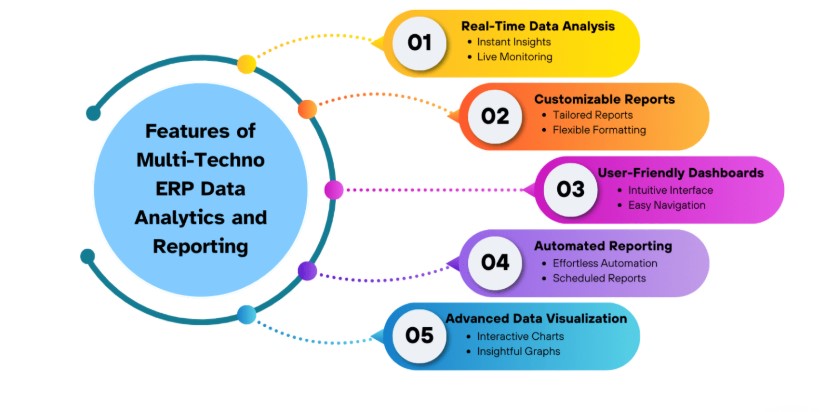 Features of
Multi-Techno
ERP Data
Analytics and
Reporting
01
Real-Time Data Analysis
• Instant Insights
• Live Monitoring
02
Customizable Reports
• Tailored Reports
• Flexible Formatting
03
User-Friendly Dashboards
• Intuitive Interface
• Easy Navigation
04
Automated Reporting
• Effortless Automation
• Scheduled Reports
05
Advanced Data Visualization
• Interactive Charts
• Insightful Graphs